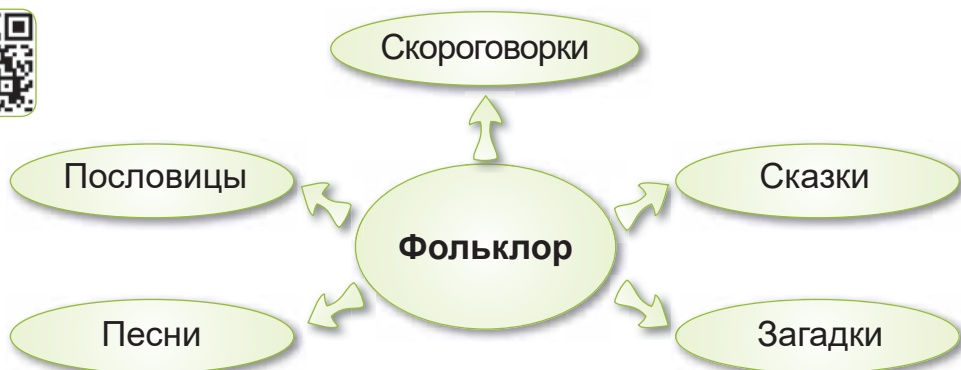 Скороговорки
Пословицы
Сказки
Фольклор
Песни
Загадки